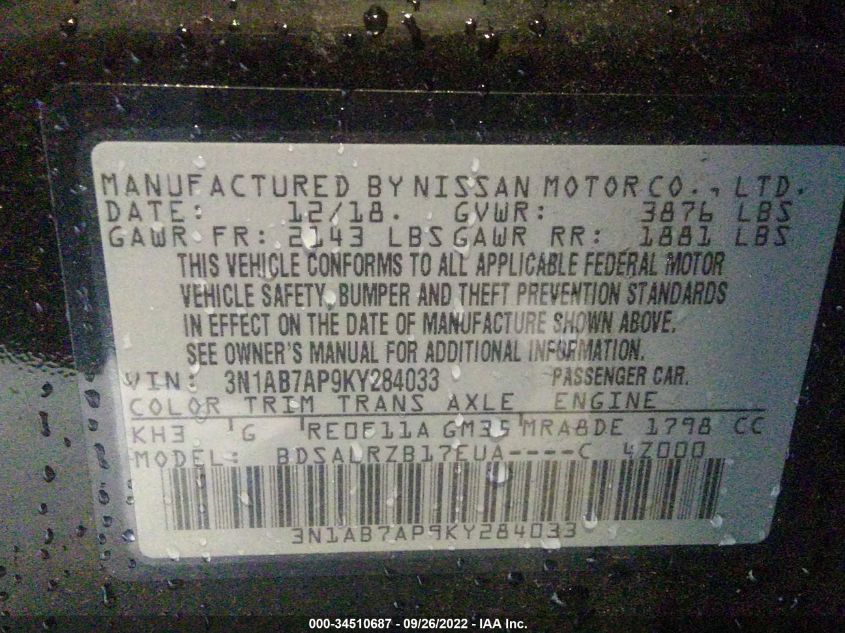 MANUFACTURED BY NISSAN MOTOR CO., LTD.
DATE: 12/18. GVWR: 3876 LBS
GAWR FR: 2143 LBS GAWR RR: 1881 LBS
THIS VEHICLE CONFORMS TO ALL APPLICABLE FEDERAL MOTOR
VEHICLE SAFETY, BUMPER AND THEFT PREVENTION STANDARDS
IN EFFECT ON THE DATE OF MANUFACTURE SHOWN ABOVE.
SEE OWNER'S MANUAL FOR ADDITIONAL INFORMATION.
VIN: 3N1AB7AP9KY284033 PASSENGER CAR.
COLOR TRIM TRANS AXLE ENGINE
KH3 G RE0F11A GM35 MRA8DE 1798 CC
MODEL: BDSALRZB17EUA----C 4Z000
3N1AB7AP9KY284033
000-34510687 - 09/26/2022 - IAA Inc.